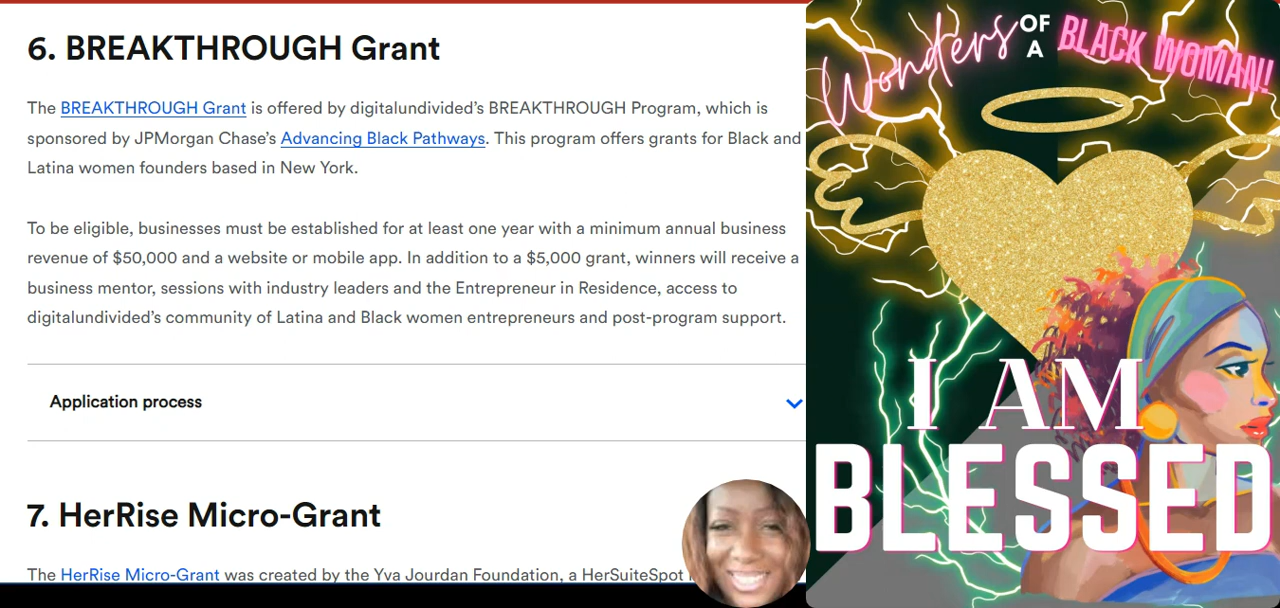 6. BREAKTHROUGH Grant
The BREAKTHROUGH Grant is offered by digitalundivided’s BREAKTHROUGH Program, which is
sponsored by JPMorgan Chase’s Advancing Black Pathways. This program offers grants for Black and
Latina women founders based in New York.
To be eligible, businesses must be established for at least one year with a minimum annual business
revenue of $50,000 and a website or mobile app. In addition to a $5,000 grant, winners will receive a
business mentor, sessions with industry leaders and the Entrepreneur in Residence, access to
digitalundivided’s community of Latina and Black women entrepreneurs and post-program support.
Application process
7. HerRise Micro-Grant
The HerRise Micro-Grant was created by the Yva Jourdan Foundation, a HerSuiteSpot
Wonders OF A BLACK WOMAN!
I AM
BLESSED